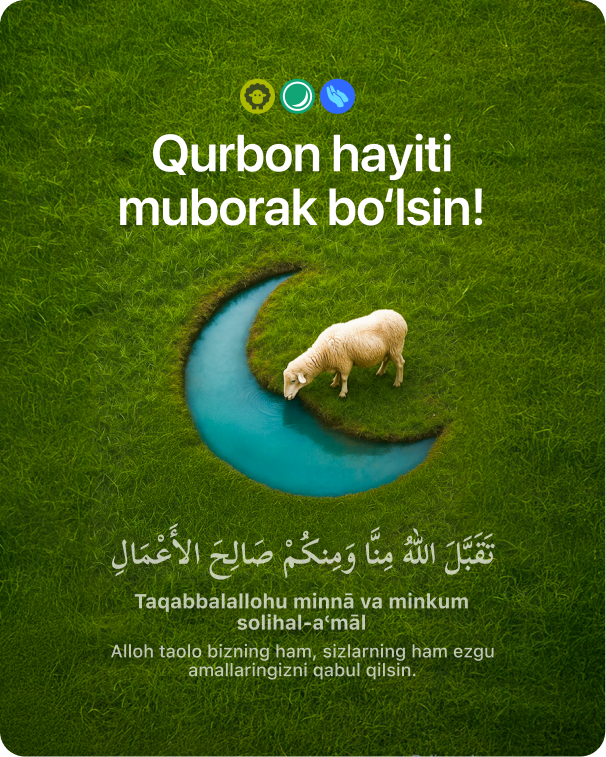 Qurbon hayiti
muborak bo‘lsin!
تَقَبَّلَ اللهُ مِنَّا وَمِنكُمْ صَالِحَ الأَعْمَالِ
Taqabbalallohu minnā va minkum
solihal-a‘māl
Alloh taolo bizning ham, sizlarning ham ezgu
amallaringizni qabul qilsin.